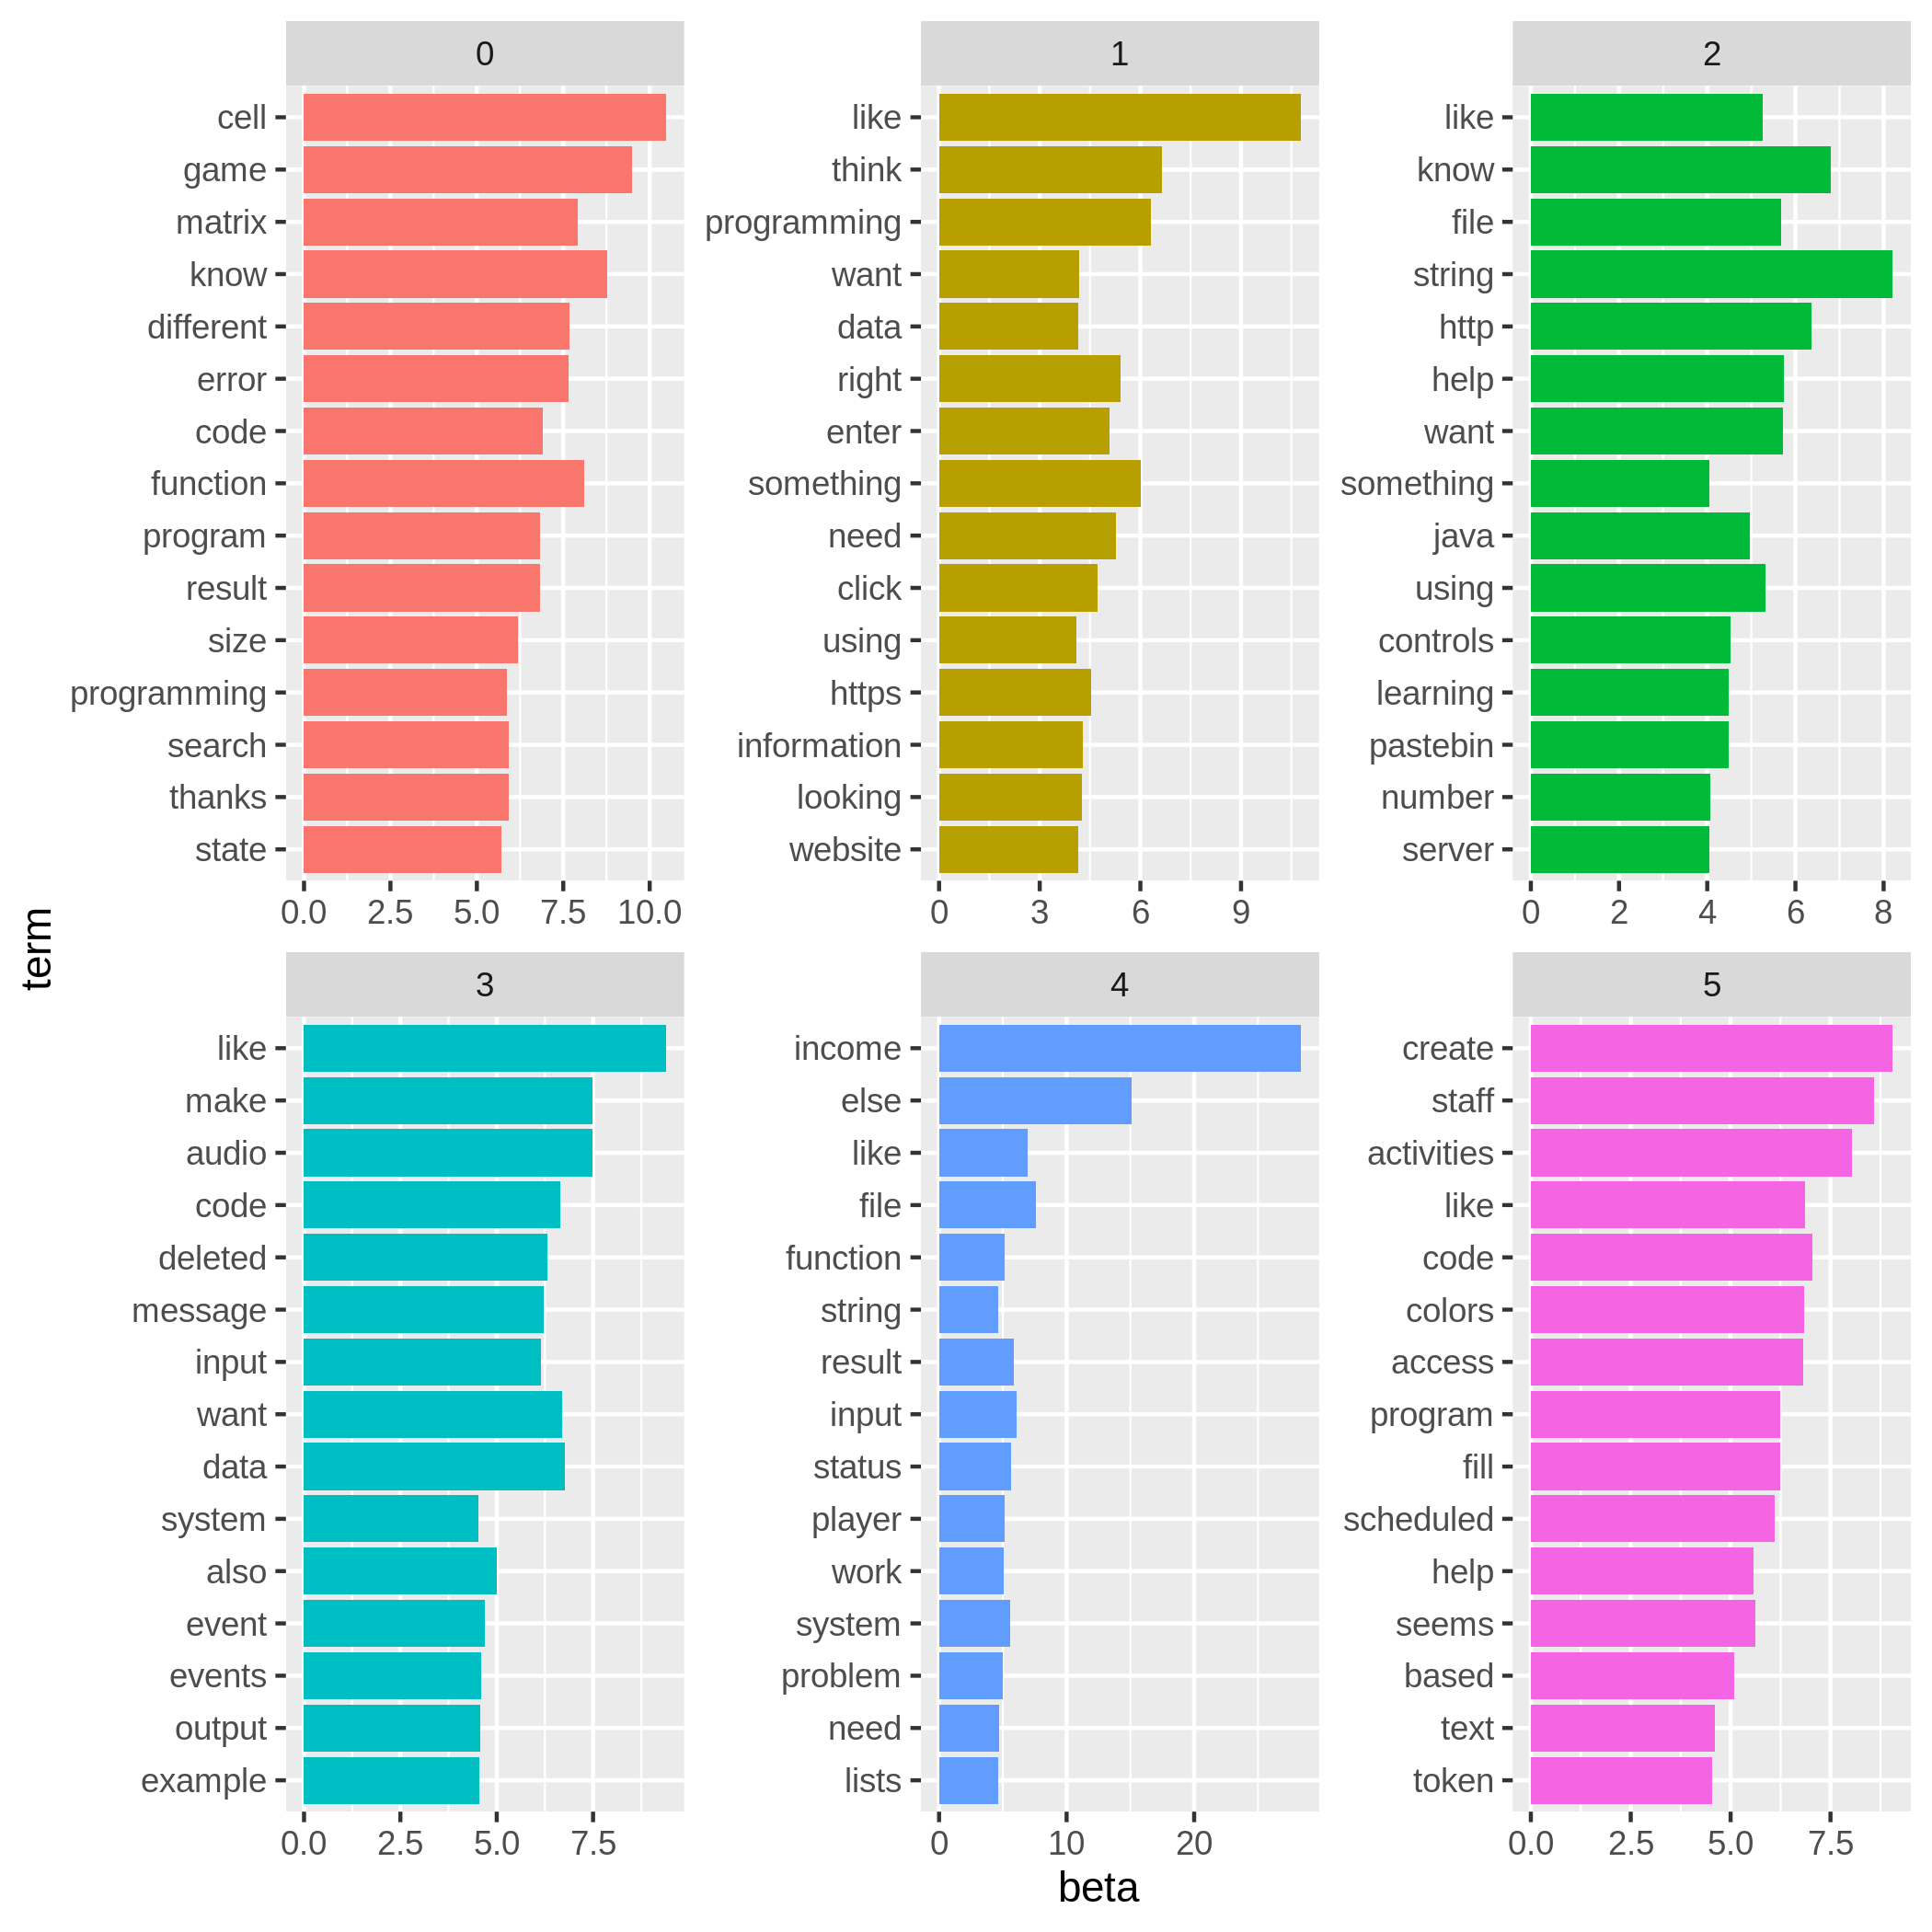 0
cell
game
matrix
know
different
error
code
function
program
result
size
programming
search
thanks
state
0.0 2.5 5.0 7.5 10.0
1
like
think
programming
want
data
right
enter
something
need
click
using
https
information
looking
website
0 3 6 9
2
like
know
file
string
http
help
want
something
java
using
controls
learning
pastebin
number
server
0 2 4 6 8
term
3
like
make
audio
code
deleted
message
input
want
data
system
also
event
events
output
example
0.0 2.5 5.0 7.5
4
income
else
like
file
function
string
result
input
status
player
work
system
problem
need
lists
0 10 20
5
create
staff
activities
like
code
colors
access
program
fill
scheduled
help
seems
based
text
token
0.0 2.5 5.0 7.5
beta